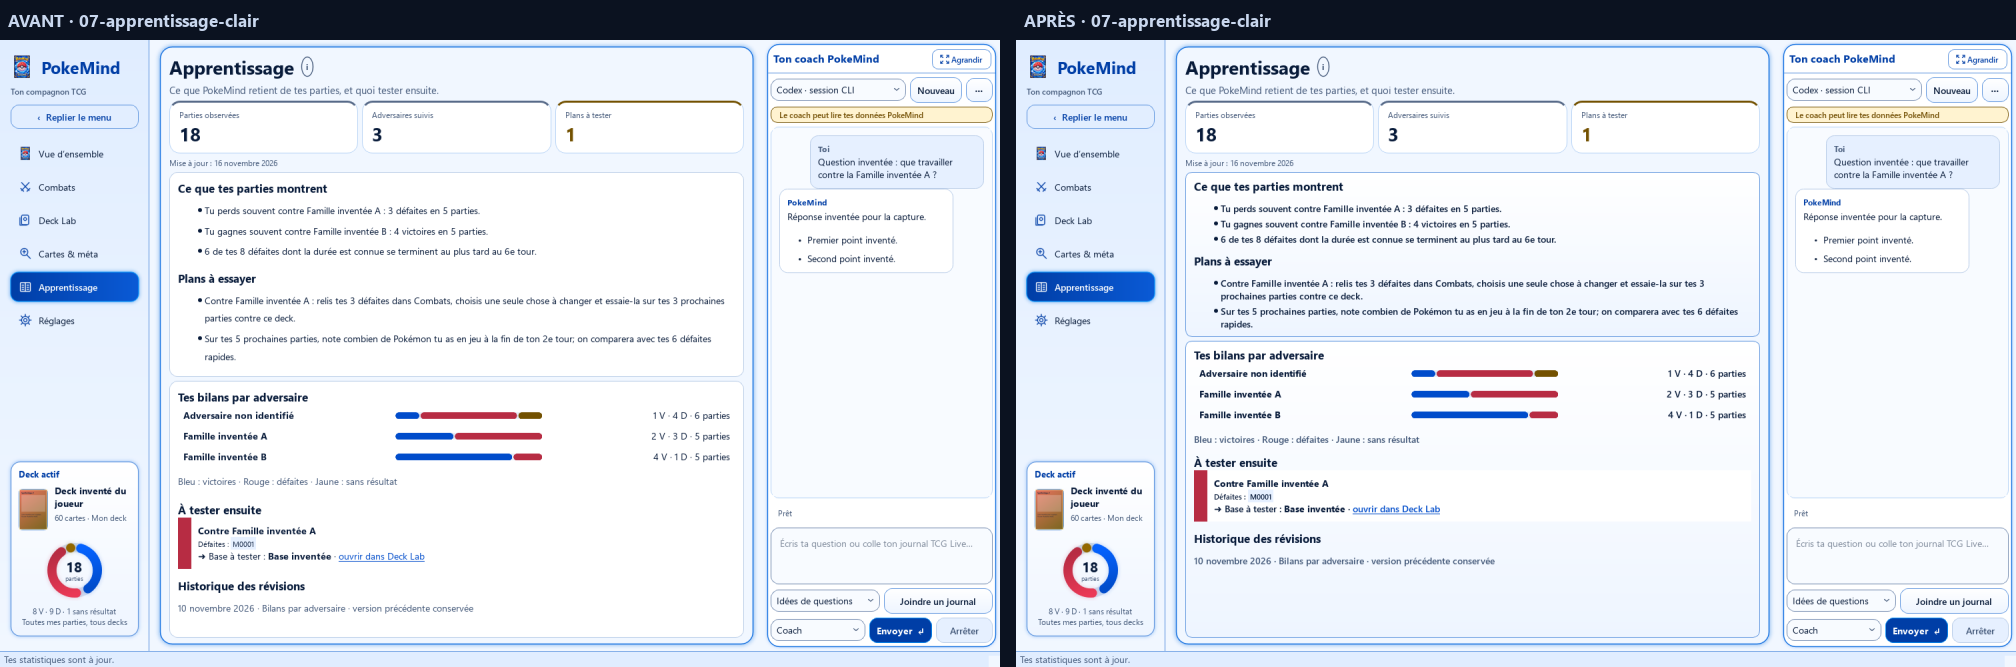 AVANT · 07-apprentissage-clair
PokeMind
Ton compagnon TCG
‹ Replier le menu
Vue d'ensemble
Combats
Deck Lab
Cartes & méta
Apprentissage
Réglages
Deck actif
Deck inventé du
joueur
60 cartes · Mon deck
18
parties
8 V · 9 D · 1 sans résultat
Toutes mes parties, tous decks
Apprentissage i
Ce que PokeMind retient de tes parties, et quoi tester ensuite.
Parties observées
18
Adversaires suivis
3
Plans à tester
1
Mise à jour : 16 novembre 2026
Ce que tes parties montrent
• Tu perds souvent contre Famille inventée A : 3 défaites en 5 parties.
• Tu gagnes souvent contre Famille inventée B : 4 victoires en 5 parties.
• 6 de tes 8 défaites dont la durée est connue se terminent au plus tard au 6e tour.
Plans à essayer
• Contre Famille inventée A : relis tes 3 défaites dans Combats, choisis une seule chose à changer et essaie-la sur tes 3 prochaines
parties contre ce deck.
• Sur tes 5 prochaines parties, note combien de Pokémon tu as en jeu à la fin de ton 2e tour; on comparera avec tes 6 défaites
rapides.
Tes bilans par adversaire
Adversaire non identifié 1 V · 4 D · 6 parties
Famille inventée A 2 V · 3 D · 5 parties
Famille inventée B 4 V · 1 D · 5 parties
Bleu : victoires · Rouge : défaites · Jaune : sans résultat
À tester ensuite
Contre Famille inventée A
Défaites : M0001
➔ Base à tester : Base inventée · ouvrir dans Deck Lab
Historique des révisions
10 novembre 2026 · Bilans par adversaire · version précédente conservée
Ton coach PokeMind
Agrandir
Codex · session CLI
Nouveau
...
Le coach peut lire tes données PokeMind
Toi
Question inventée : que travailler
contre la Famille inventée A ?
PokeMind
Réponse inventée pour la capture.
• Premier point inventé.
• Second point inventé.
Prêt
Écris ta question ou colle ton journal TCG Live...
Idées de questions
Joindre un journal
Coach
Envoyer ↲
Arrêter
Tes statistiques sont à jour.
APRÈS · 07-apprentissage-clair
PokeMind
Ton compagnon TCG
‹ Replier le menu
Vue d'ensemble
Combats
Deck Lab
Cartes & méta
Apprentissage
Réglages
Deck actif
Deck inventé du
joueur
60 cartes · Mon deck
18
parties
8 V · 9 D · 1 sans résultat
Toutes mes parties, tous decks
Apprentissage i
Ce que PokeMind retient de tes parties, et quoi tester ensuite.
Parties observées
18
Adversaires suivis
3
Plans à tester
1
Mise à jour : 16 novembre 2026
Ce que tes parties montrent
• Tu perds souvent contre Famille inventée A : 3 défaites en 5 parties.
• Tu gagnes souvent contre Famille inventée B : 4 victoires en 5 parties.
• 6 de tes 8 défaites dont la durée est connue se terminent au plus tard au 6e tour.
Plans à essayer
• Contre Famille inventée A : relis tes 3 défaites dans Combats, choisis une seule chose à changer et essaie-la sur tes 3
prochaines parties contre ce deck.
• Sur tes 5 prochaines parties, note combien de Pokémon tu as en jeu à la fin de ton 2e tour; on comparera avec tes 6 défaites
rapides.
Tes bilans par adversaire
Adversaire non identifié 1 V · 4 D · 6 parties
Famille inventée A 2 V · 3 D · 5 parties
Famille inventée B 4 V · 1 D · 5 parties
Bleu : victoires · Rouge : défaites · Jaune : sans résultat
À tester ensuite
Contre Famille inventée A
Défaites : M0001
➔ Base à tester : Base inventée · ouvrir dans Deck Lab
Historique des révisions
10 novembre 2026 · Bilans par adversaire · version précédente conservée
Ton coach PokeMind
Agrandir
Codex · session CLI
Nouveau
...
Le coach peut lire tes données PokeMind
Toi
Question inventée : que travailler
contre la Famille inventée A ?
PokeMind
Réponse inventée pour la capture.
• Premier point inventé.
• Second point inventé.
Prêt
Écris ta question ou colle ton journal TCG Live...
Idées de questions
Joindre un journal
Coach
Envoyer ↲
Arrêter
Tes statistiques sont à jour.